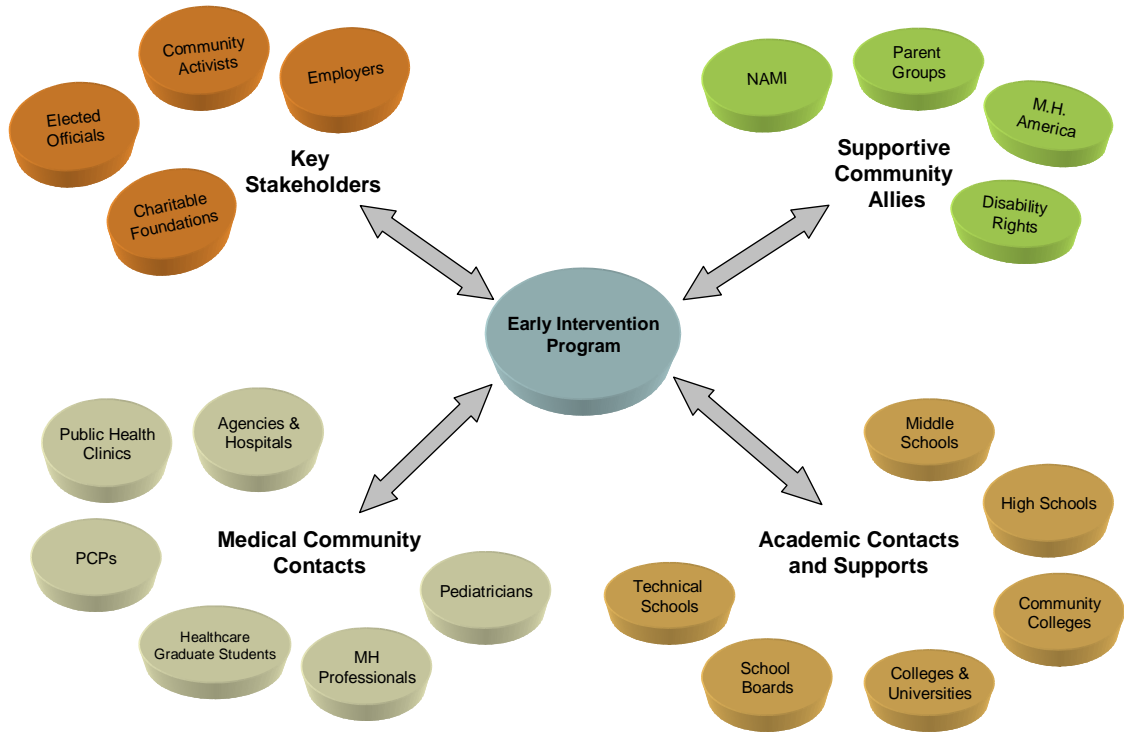 Community
Activists
Employers
Elected
Officials
Charitable
Foundations
Key
Stakeholders
NAMI
Parent
Groups
M.H.
America
Disability
Rights
Supportive
Community
Allies
Early Intervention
Program
Public Health
Clinics
Agencies &
Hospitals
PCPs
Healthcare
Graduate Students
MH
Professionals
Pediatricians
Medical Community
Contacts
Middle
Schools
High Schools
Community
Colleges
Colleges &
Universities
School
Boards
Technical
Schools
Academic Contacts
and Supports